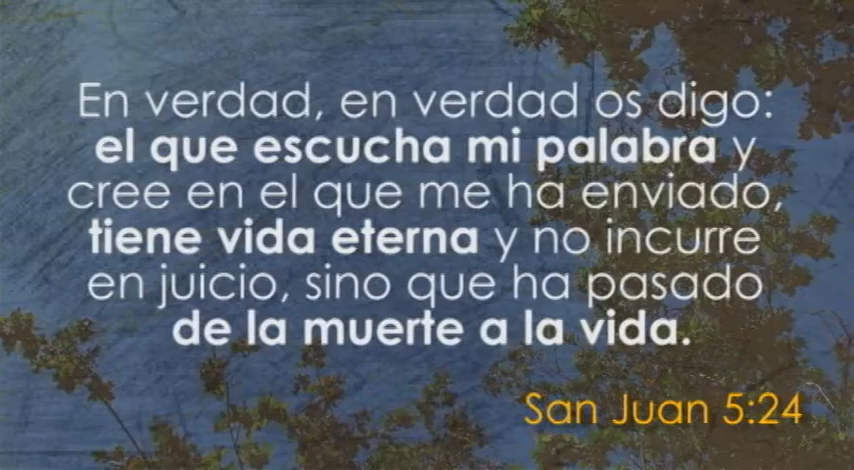 En verdad, en verdad os digo:
el que escucha mi palabra y
cree en el que me ha enviado,
tiene vida eterna y no incurre
en juicio, sino que ha pasado
de la muerte a la vida.
San Juan 5:24